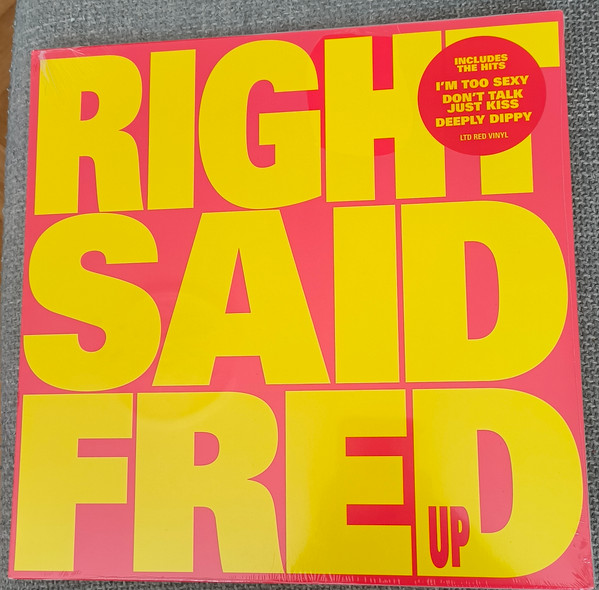 RIGHT
SAID
FRED
UP
INCLUDES
THE HITS
I'M TOO SEXY
DON'T TALK
JUST KISS
DEEPLY DIPPY
LTD RED VINYL